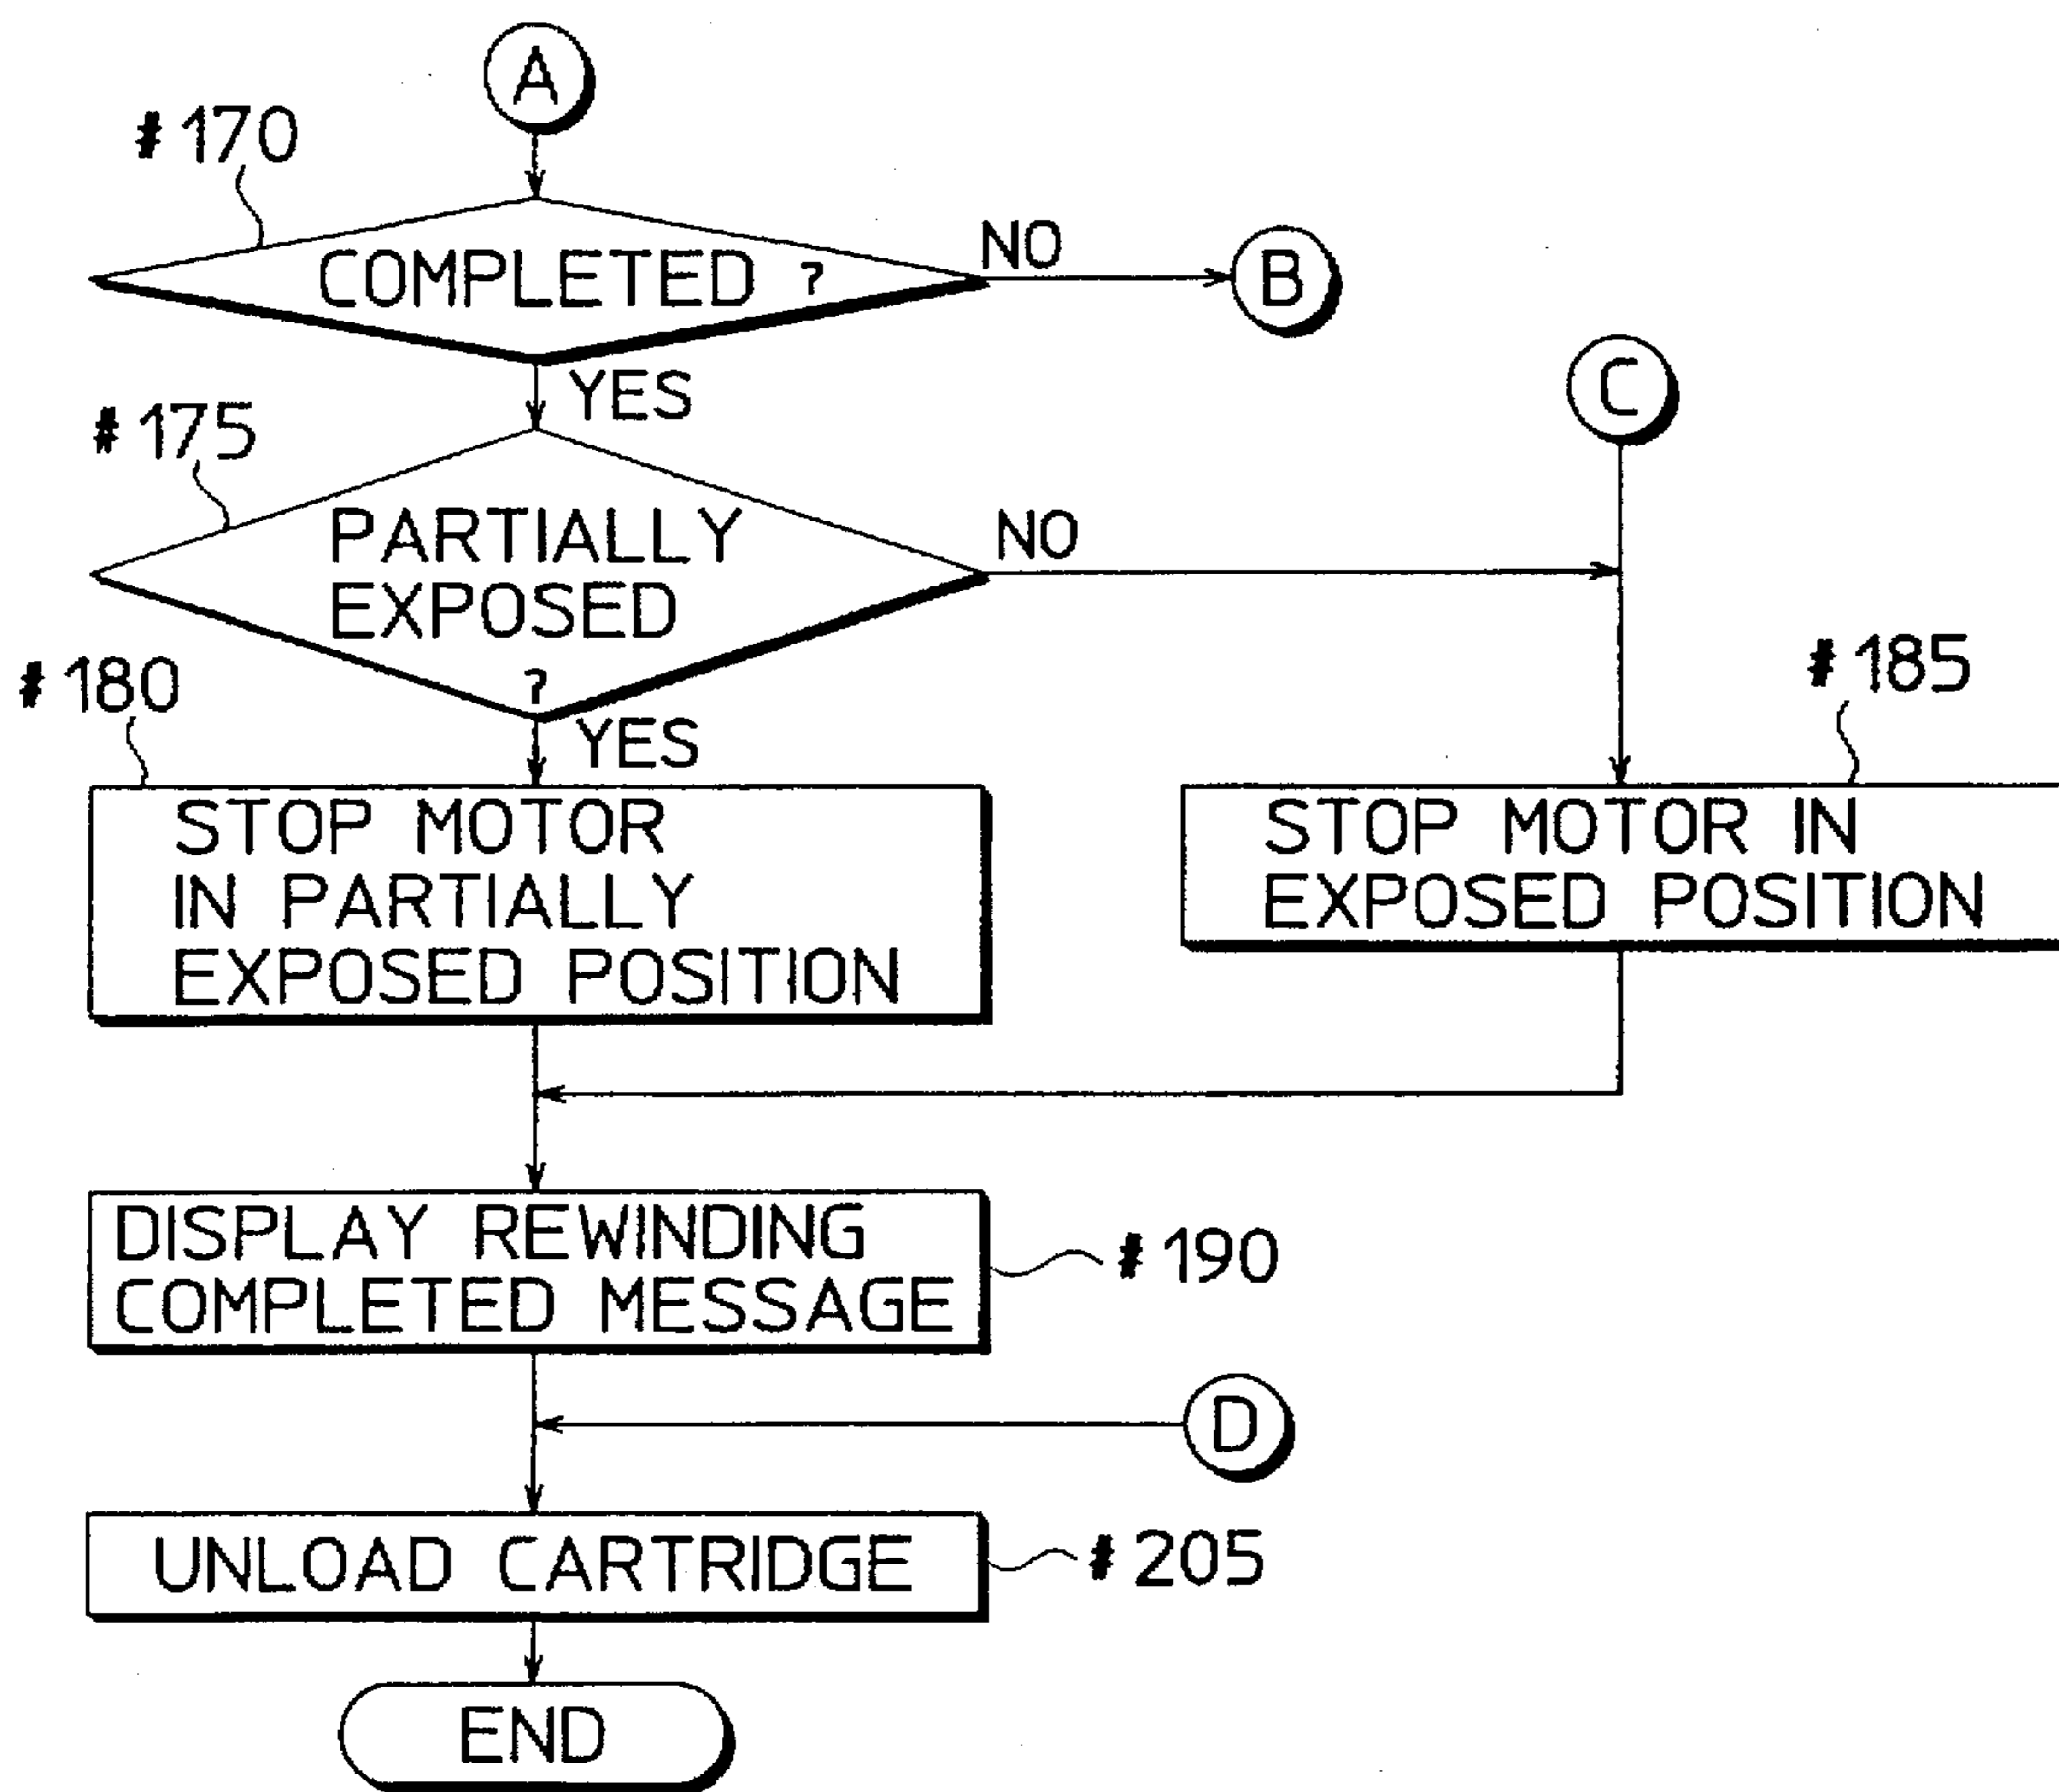 A
#170
COMPLETED ?
NO
B
YES
C
#175
PARTIALLY
EXPOSED
?
NO
#180
YES
#185
STOP MOTOR
IN PARTIALLY
EXPOSED POSITION
STOP MOTOR IN
EXPOSED POSITION
DISPLAY REWINDING
COMPLETED MESSAGE
#190
D
UNLOAD CARTRIDGE
#205
END